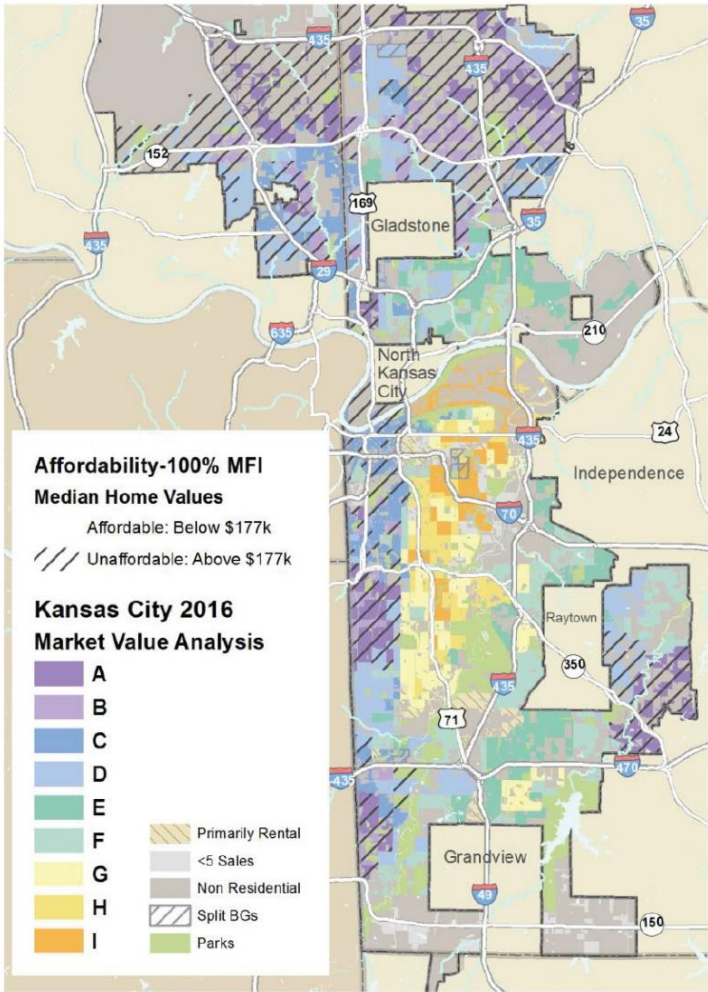 435
35
435
152
169
Gladstone
35
435
29
635
210
North
Kansas
City
24
435
Independence
70
Raytown
350
435
71
435
470
Grandview
49
150
Affordability-100% MFI
Median Home Values
Affordable: Below $177k
Unaffordable: Above $177k
Kansas City 2016
Market Value Analysis
A
B
C
D
E
F
G
H
I
Primarily Rental
<5 Sales
Non Residential
Split BGs
Parks